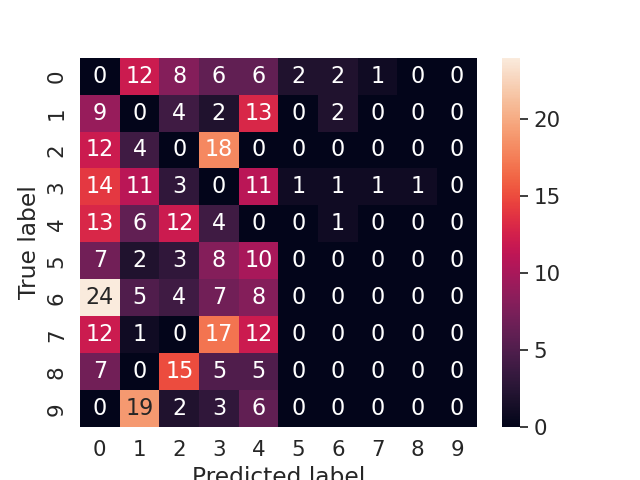 0 0 12 8 6 6 2 2 1 0 0
1 9 0 4 2 13 0 2 0 0 0
2 12 4 0 18 0 0 0 0 0 0
3 14 11 3 0 11 1 1 1 1 0
4 13 6 12 4 0 0 1 0 0 0
5 7 2 3 8 10 0 0 0 0 0
6 24 5 4 7 8 0 0 0 0 0
7 12 1 0 17 12 0 0 0 0 0
8 7 0 15 5 5 0 0 0 0 0
9 0 19 2 3 6 0 0 0 0 0
0 1 2 3 4 5 6 7 8 9
Predicted label
True label
20
15
10
5
0